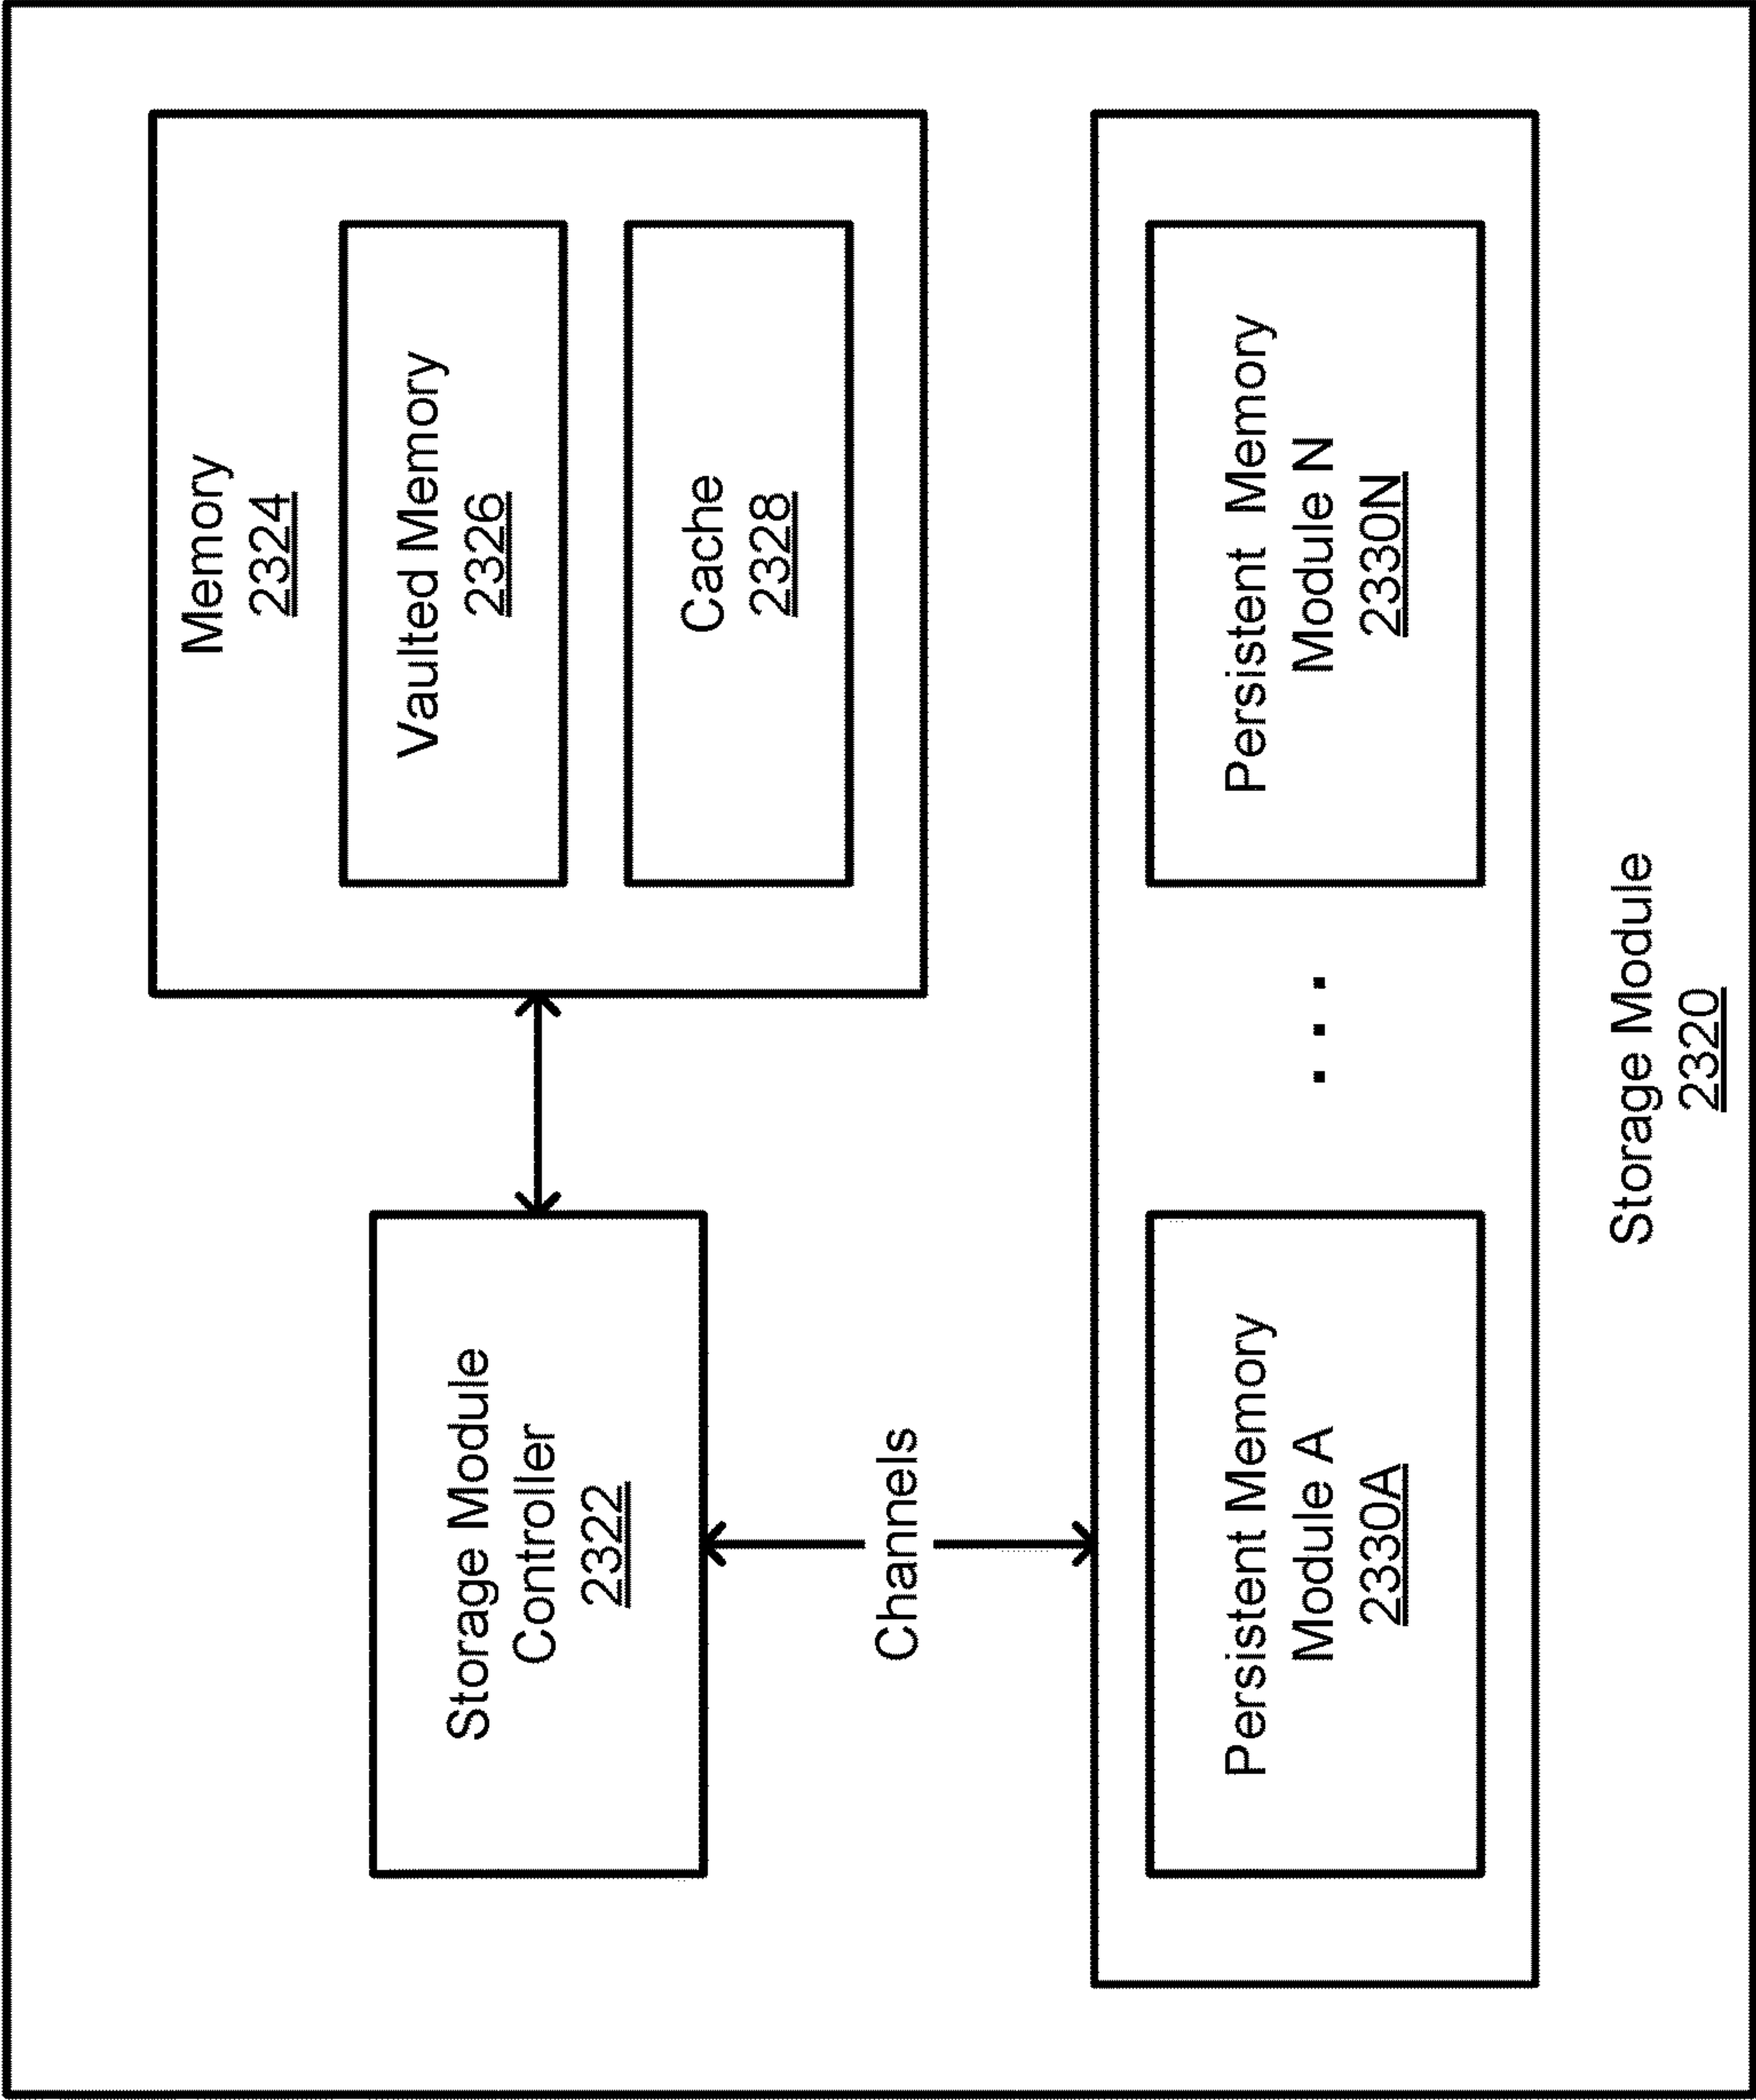 Storage Module
Controller
2322
Memory
2324
Vaulted Memory
2326
Cache
2328
Channels
Persistent Memory
Module A
2330A
. . .
Persistent Memory
Module N
2330N
Storage Module
2320